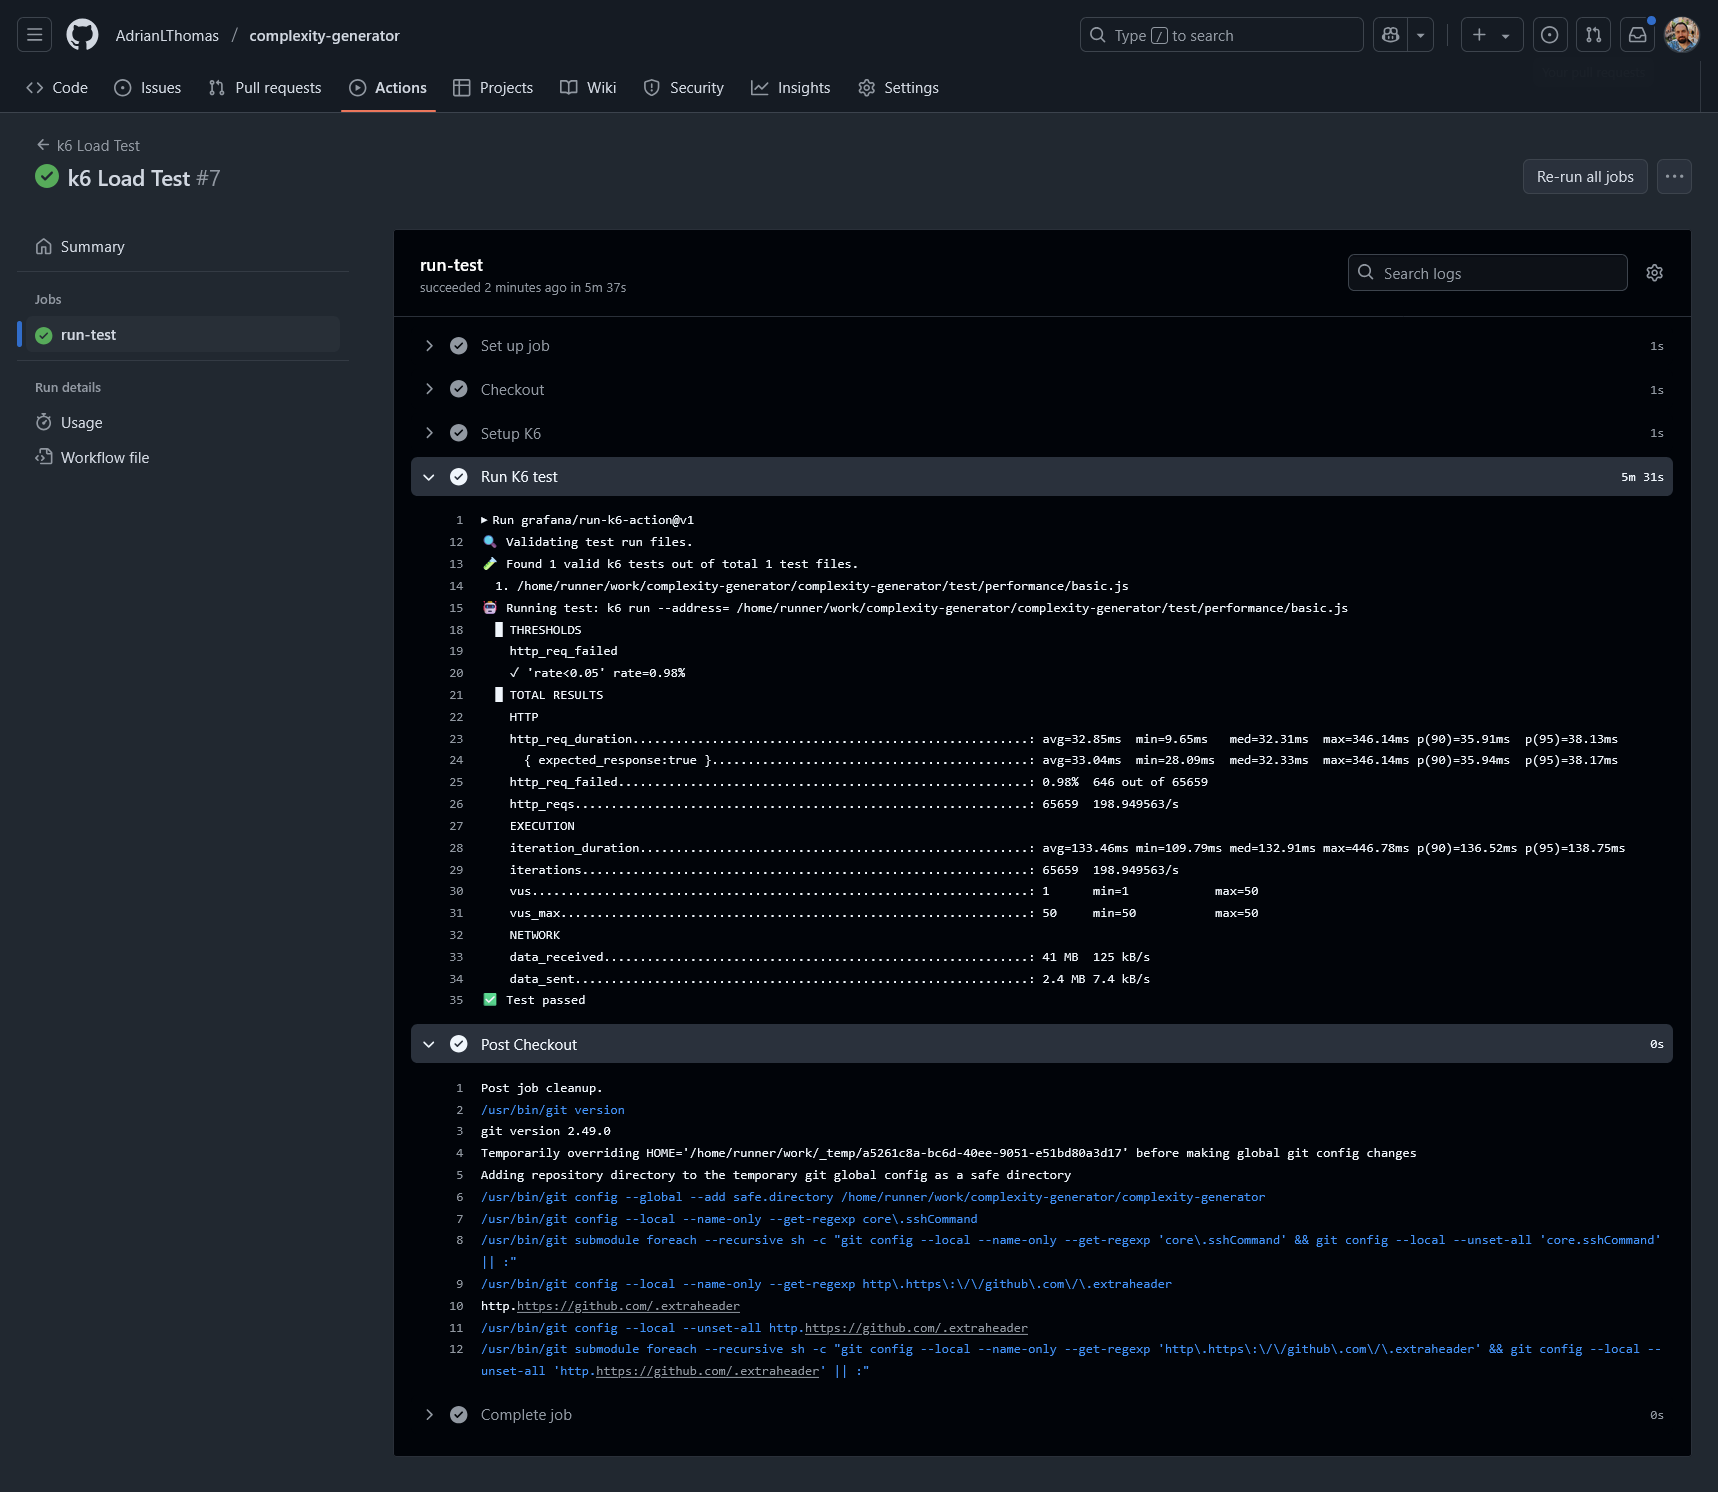 AdrianLThomas / complexity-generator
Type / to search
Code
Issues
Pull requests
Actions
Projects
Wiki
Security
Insights
Settings
k6 Load Test
k6 Load Test #7
Re-run all jobs
Summary
Jobs
run-test
Run details
Usage
Workflow file
run-test
succeeded 2 minutes ago in 5m 37s
Search logs
Set up job 1s
Checkout 1s
Setup K6 1s
Run K6 test 5m 31s
1 Run grafana/run-k6-action@v1
12 🔍 Validating test run files.
13 🧪 Found 1 valid k6 tests out of total 1 test files.
14 1. /home/runner/work/complexity-generator/complexity-generator/test/performance/basic.js
15 🤖 Running test: k6 run --address= /home/runner/work/complexity-generator/complexity-generator/test/performance/basic.js
18 █ THRESHOLDS
19 http_req_failed
20 ✓ 'rate<0.05' rate=0.98%
21 █ TOTAL RESULTS
22 HTTP
23 http_req_duration.......................................................: avg=32.85ms min=9.65ms med=32.31ms max=346.14ms p(90)=35.91ms p(95)=38.13ms
24 { expected_response:true }............................................: avg=33.04ms min=28.09ms med=32.33ms max=346.14ms p(90)=35.94ms p(95)=38.17ms
25 http_req_failed.........................................................: 0.98% 646 out of 65659
26 http_reqs...............................................................: 65659 198.949563/s
27 EXECUTION
28 iteration_duration......................................................: avg=133.46ms min=109.79ms med=132.91ms max=446.78ms p(90)=136.52ms p(95)=138.75ms
29 iterations..............................................................: 65659 198.949563/s
30 vus.....................................................................: 1 min=1 max=50
31 vus_max.................................................................: 50 min=50 max=50
32 NETWORK
33 data_received...........................................................: 41 MB 125 kB/s
34 data_sent...............................................................: 2.4 MB 7.4 kB/s
35 ✅ Test passed
Post Checkout 0s
1 Post job cleanup.
2 /usr/bin/git version
3 git version 2.49.0
4 Temporarily overriding HOME='/home/runner/work/_temp/a5261c8a-bc6d-40ee-9051-e51bd80a3d17' before making global git config changes
5 Adding repository directory to the temporary git global config as a safe directory
6 /usr/bin/git config --global --add safe.directory /home/runner/work/complexity-generator/complexity-generator
7 /usr/bin/git config --local --name-only --get-regexp core\.sshCommand
8 /usr/bin/git submodule foreach --recursive sh -c "git config --local --name-only --get-regexp 'core\.sshCommand' && git config --local --unset-all 'core.sshCommand'
|| :"
9 /usr/bin/git config --local --name-only --get-regexp http\.https\:\/\/github\.com\/\.extraheader
10 http.https://github.com/.extraheader
11 /usr/bin/git config --local --unset-all http.https://github.com/.extraheader
12 /usr/bin/git submodule foreach --recursive sh -c "git config --local --name-only --get-regexp 'http\.https\:\/\/github\.com\/\.extraheader' && git config --local --
unset-all 'http.https://github.com/.extraheader' || :"
Complete job 0s